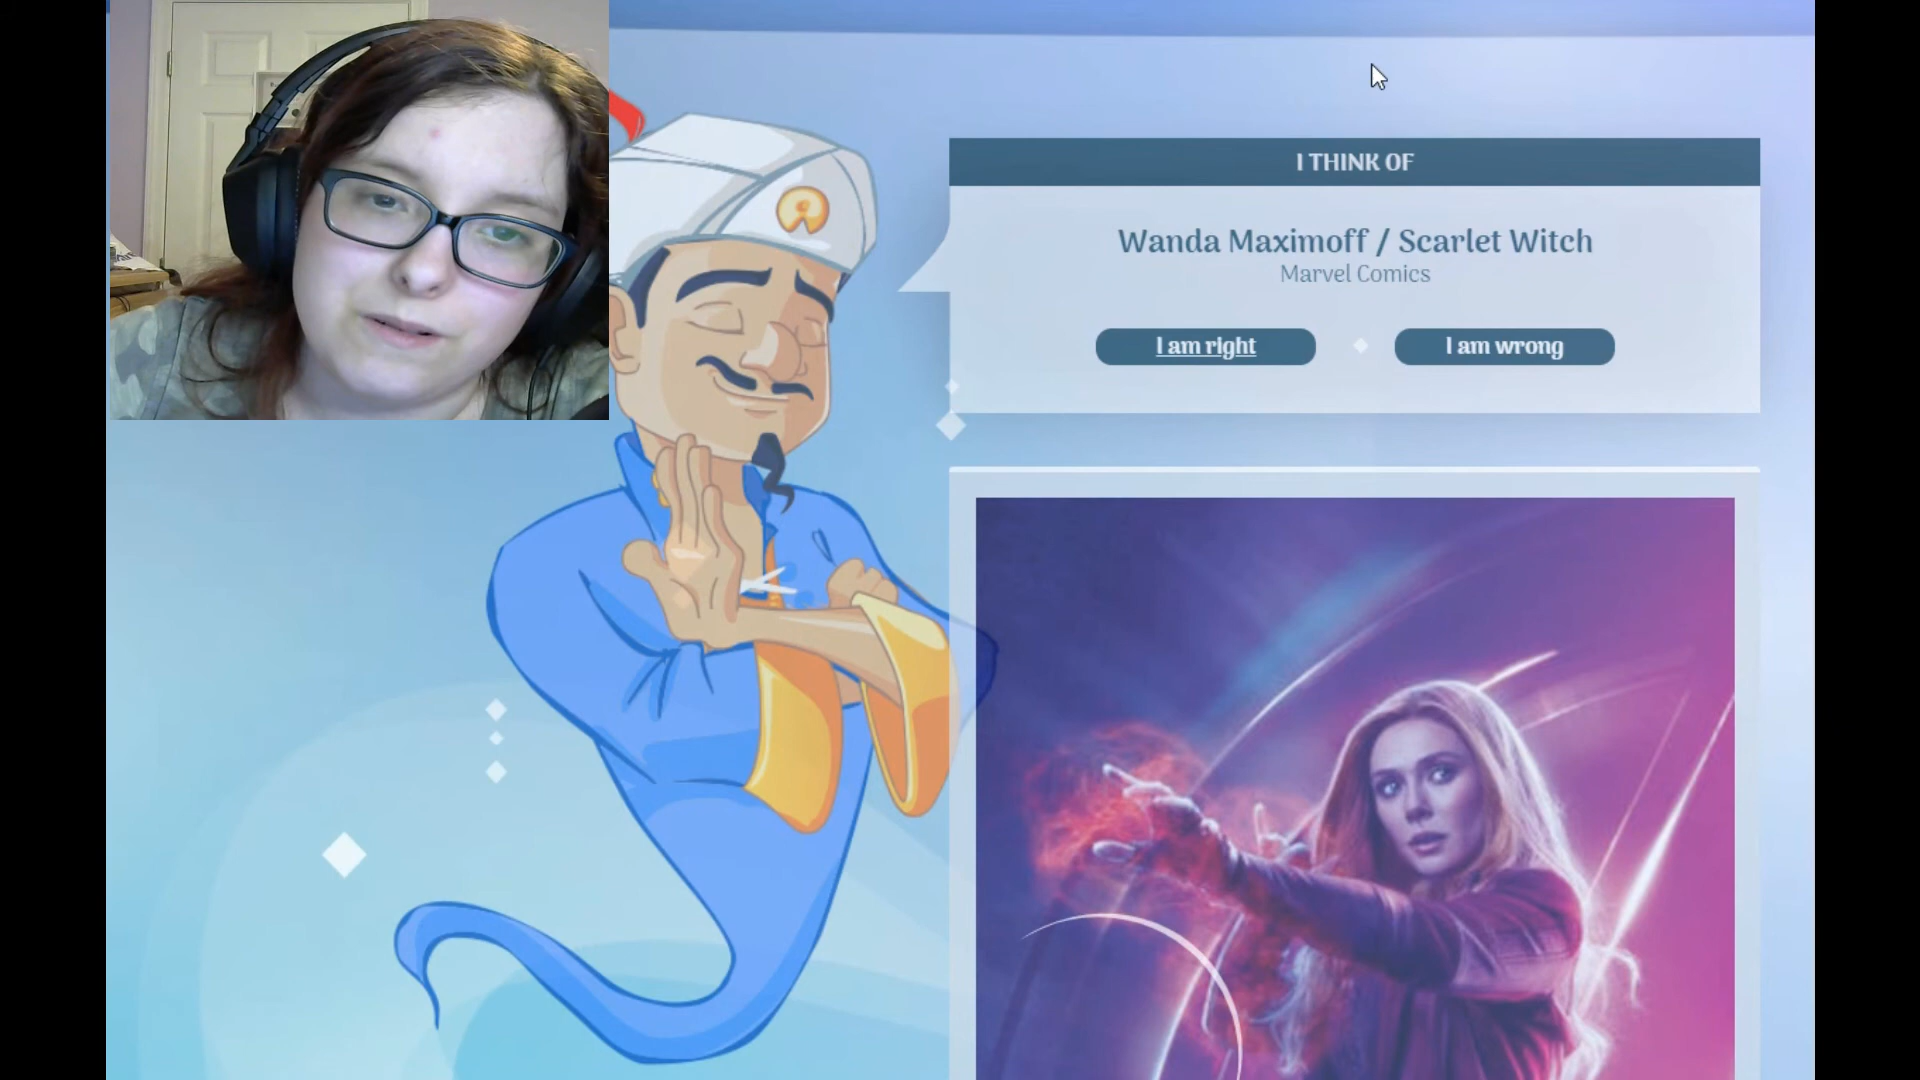 I THINK OF
Wanda Maximoff / Scarlet Witch
Marvel Comics
I am right
I am wrong